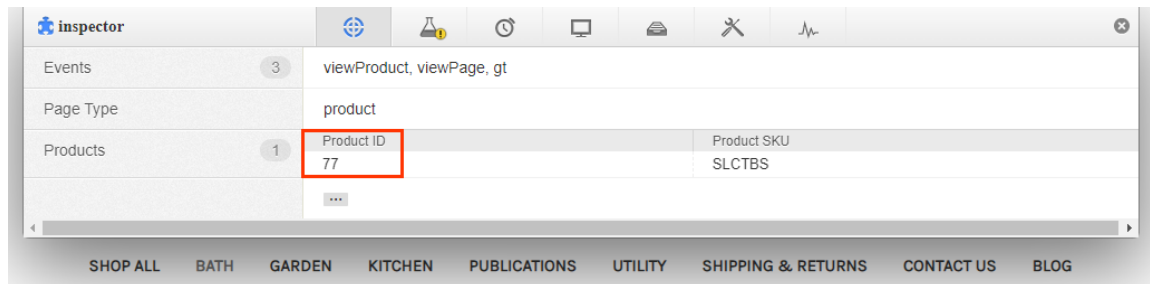 inspector
Events 3 viewProduct, viewPage, gt
Page Type product
Products 1 Product ID Product SKU
77 SLCTBS
...
SHOP ALL BATH GARDEN KITCHEN PUBLICATIONS UTILITY SHIPPING & RETURNS CONTACT US BLOG